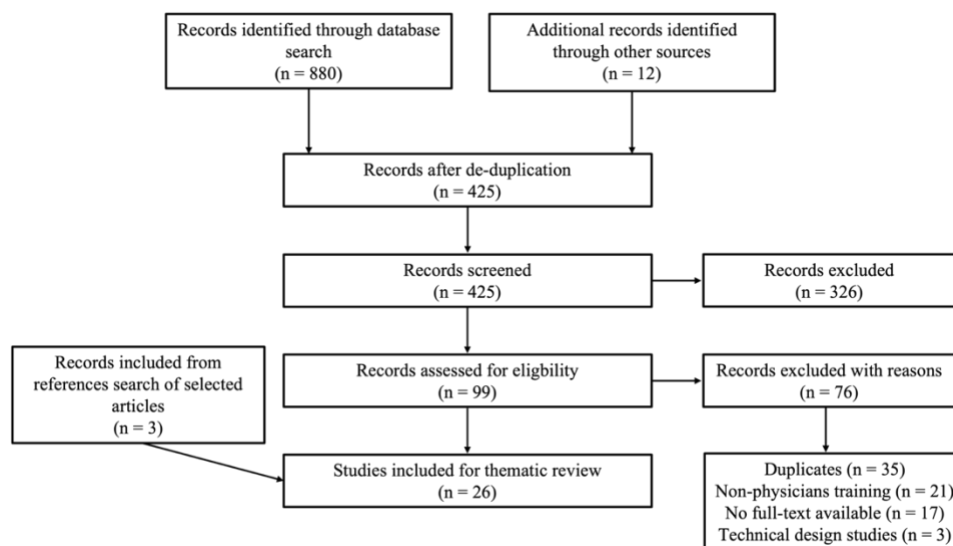 Records identified through database
search
(n = 880)
Additional records identified
through other sources
(n = 12)
Records after de-duplication
(n = 425)
Records screened
(n = 425)
Records excluded
(n = 326)
Records included from
references search of selected
articles
(n = 3)
Records assessed for eligbility
(n = 99)
Records excluded with reasons
(n = 76)
Studies included for thematic review
(n = 26)
Duplicates (n = 35)
Non-physicians training (n = 21)
No full-text available (n = 17)
Technical design studies (n = 3)